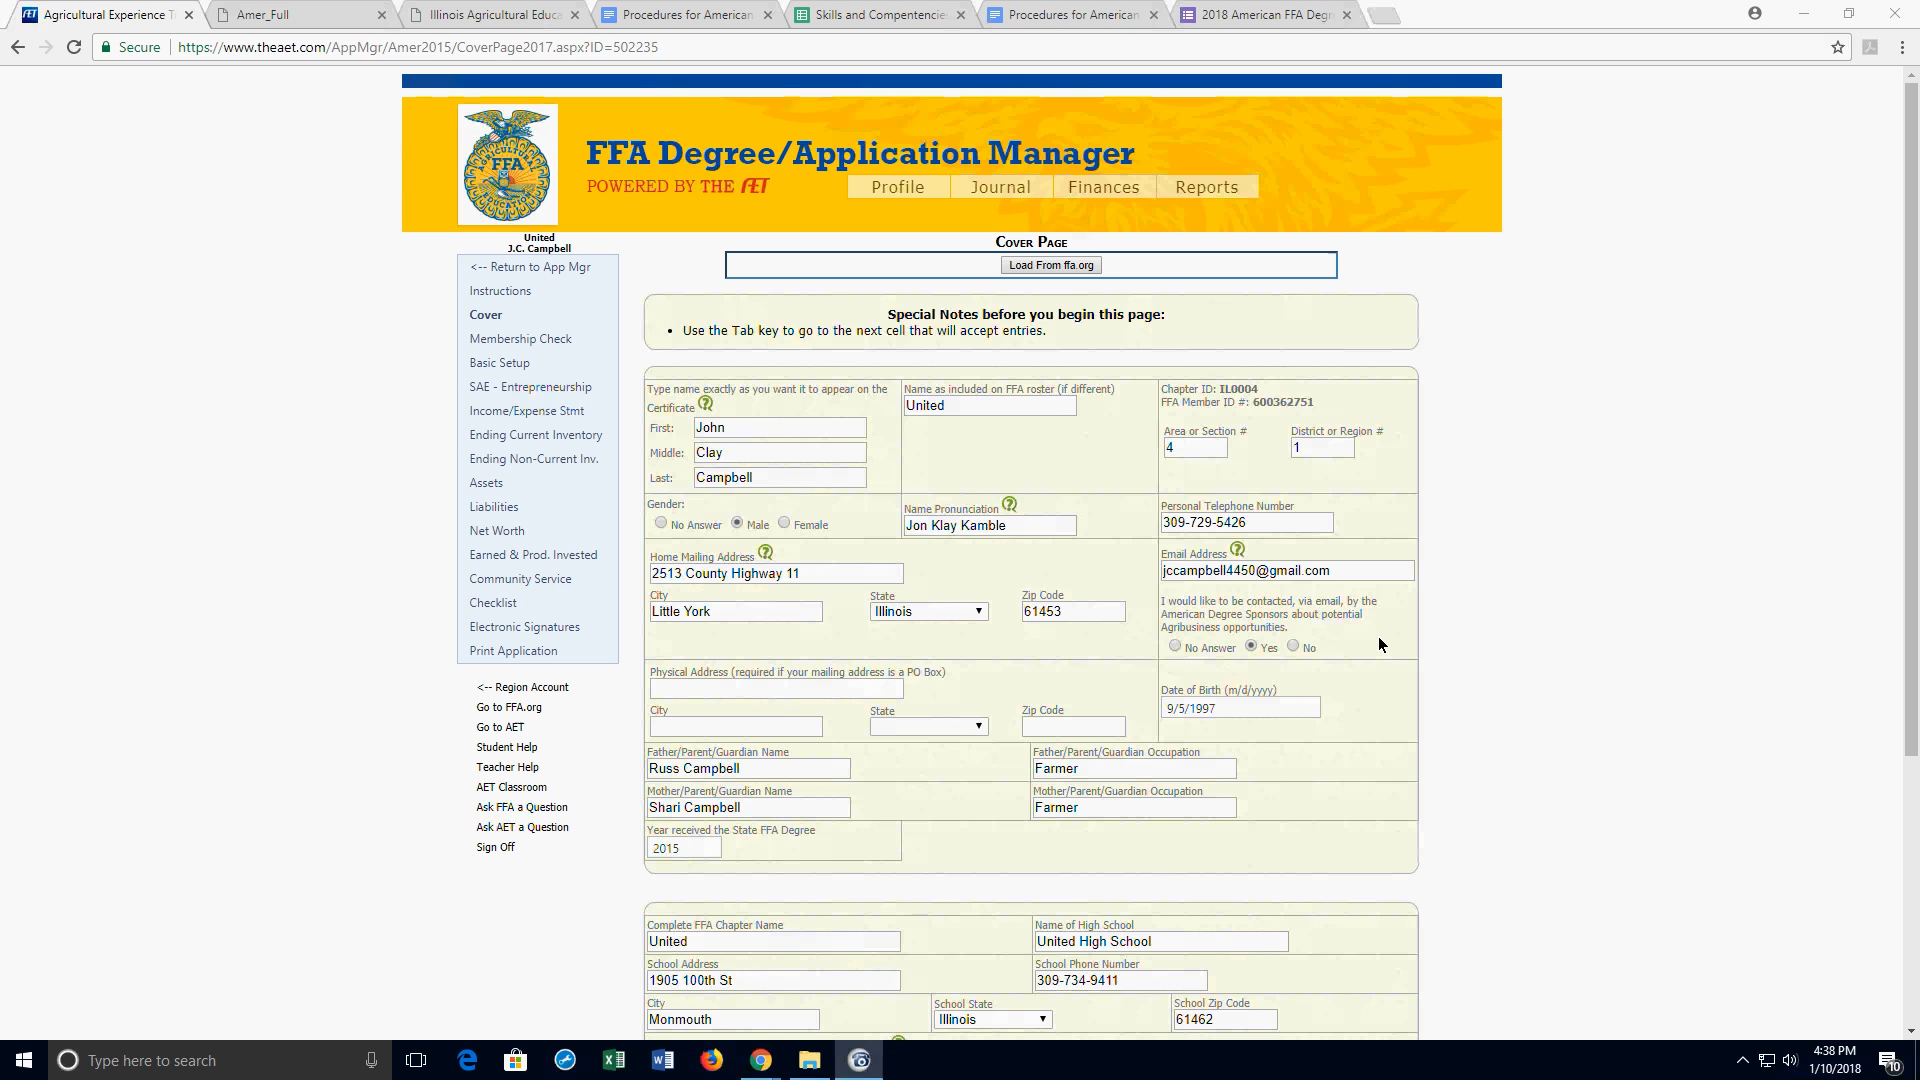 Agricultural Experience T
Amer_Full
Illinois Agricultural Educa
Procedures for American
Skills and Competencie
Procedures for American
2018 American FFA Degr
Secure
https://www.theaet.com/AppMgr/Amer2015/CoverPage2017.aspx?ID=502235
AGRICULTURAL
FFA
EDUCATION
FFA Degree/Application Manager
POWERED BY THE AET
Profile
Journal
Finances
Reports
United
J.C. Campbell
<-- Return to App Mgr
Instructions
Cover
Membership Check
Basic Setup
SAE - Entrepreneurship
Income/Expense Stmt
Ending Current Inventory
Ending Non-Current Inv.
Assets
Liabilities
Net Worth
Earned & Prod. Invested
Community Service
Checklist
Electronic Signatures
Print Application
<-- Region Account
Go to FFA.org
Go to AET
Student Help
Teacher Help
AET Classroom
Ask FFA a Question
Ask AET a Question
Sign Off
COVER PAGE
Load From ffa.org
Special Notes before you begin this page:
• Use the Tab key to go to the next cell that will accept entries.
Type name exactly as you want it to appear on the
Certificate
First: John
Middle: Clay
Last: Campbell
Name as included on FFA roster (if different)
United
Chapter ID: IL0004
FFA Member ID #: 600362751
Area or Section #
4
District or Region #
1
Gender:
No Answer Male Female
Name Pronunciation
Jon Klay Kamble
Personal Telephone Number
309-729-5426
Home Mailing Address
2513 County Highway 11
City
Little York
State
Illinois
Zip Code
61453
Email Address
jccampbell4450@gmail.com
I would like to be contacted, via email, by the
American Degree Sponsors about potential
Agribusiness opportunities.
No Answer Yes No
Physical Address (required if your mailing address is a PO Box)
City
State
Zip Code
Date of Birth (m/d/yyyy)
9/5/1997
Father/Parent/Guardian Name
Russ Campbell
Father/Parent/Guardian Occupation
Farmer
Mother/Parent/Guardian Name
Shari Campbell
Mother/Parent/Guardian Occupation
Farmer
Year received the State FFA Degree
2015
Complete FFA Chapter Name
United
Name of High School
United High School
School Address
1905 100th St
School Phone Number
309-734-9411
City
Monmouth
School State
Illinois
School Zip Code
61462
Type here to search
4:38 PM
1/10/2018
10